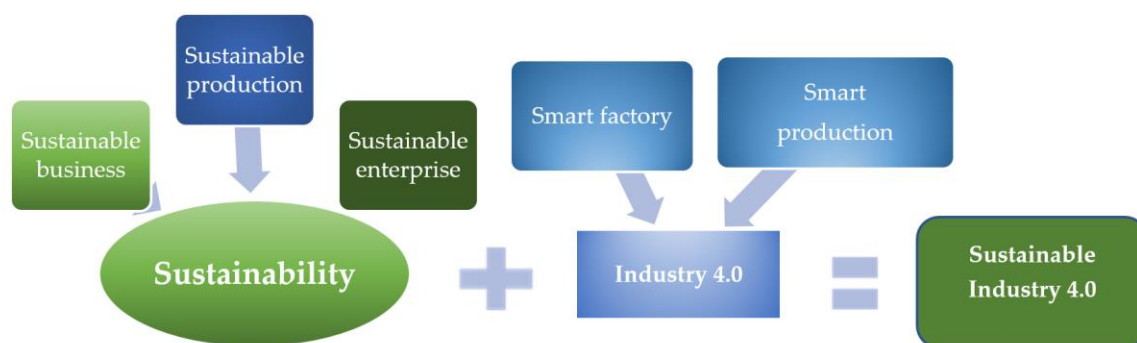 Sustainable
business
Sustainable
production
Sustainable
enterprise
Smart factory
Smart
production
Sustainability
Industry 4.0
Sustainable
Industry 4.0